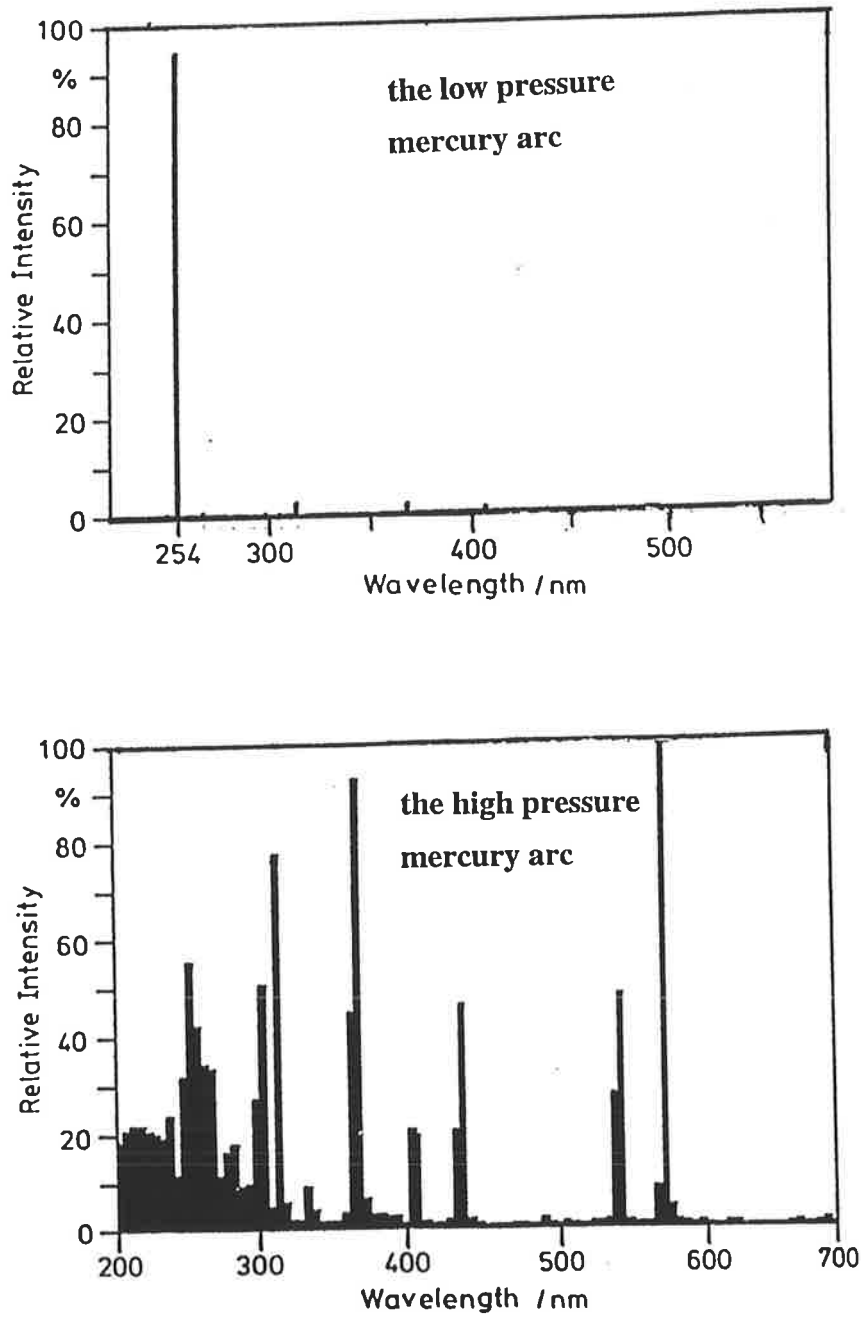 100
%
80
60
40
20
0
Relative Intensity
the low pressure
mercury arc
254 300 400 500
Wavelength /nm
100
%
80
60
40
20
0
Relative Intensity
the high pressure
mercury arc
200 300 400 500 600 700
Wavelength /nm